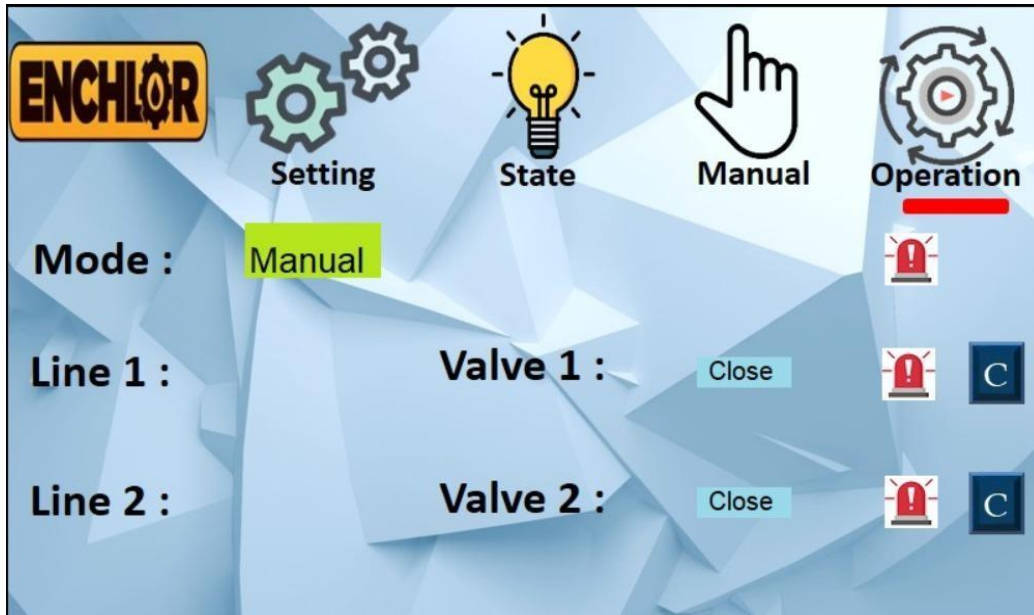 ENCHLOR
Setting State Manual Operation
Mode : Manual
Line 1 : Valve 1 : Close C
Line 2 : Valve 2 : Close C